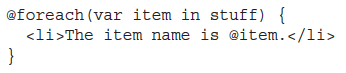 @foreach(var item in stuff) {
  <li>The item name is @item.</li>
}